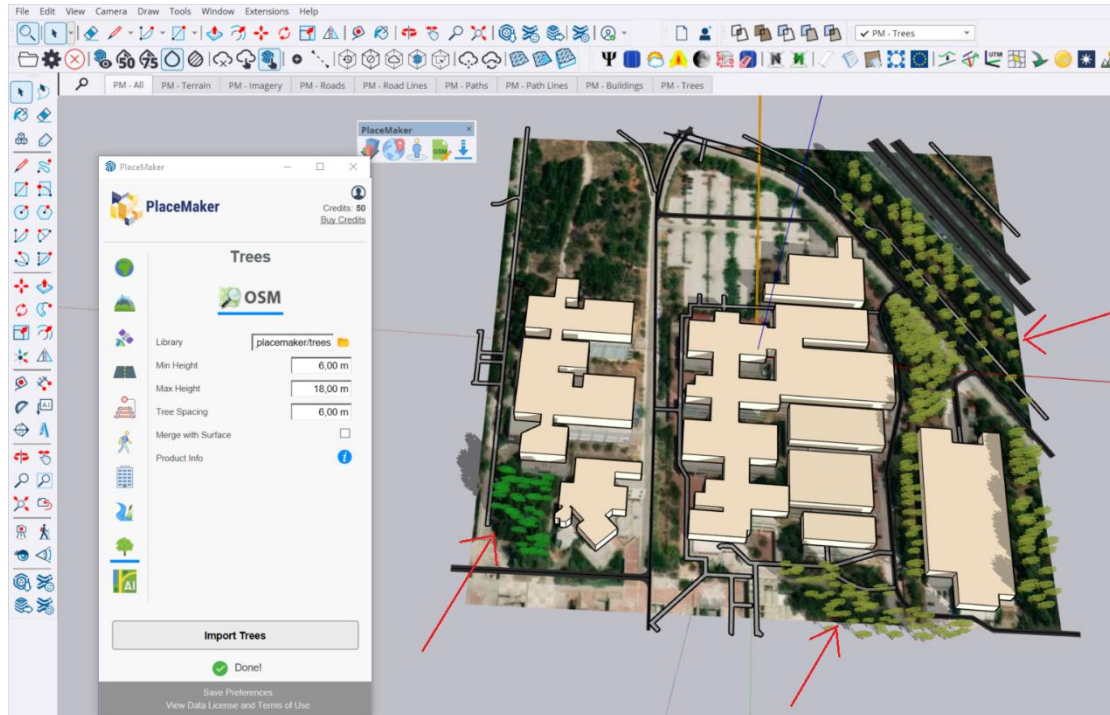 File Edit View Camera Draw Tools Window Extensions Help
PM - Trees
PM - All PM - Terrain PM - Imagery PM - Roads PM - Road Lines PM - Paths PM - Path Lines PM - Buildings PM - Trees
PlaceMaker
OSM
PlaceMaker
PlaceMaker
Credits: 50
Buy Credits
Trees
OSM
Library placemaker/trees
Min Height 6,00 m
Max Height 18,00 m
Tree Spacing 6,00 m
Merge with Surface
Product Info
AI
Import Trees
Done!
Save Preferences
View Data License and Terms of Use